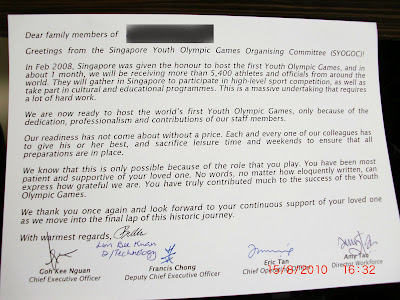 Dear family members of
Greetings from the Singapore Youth Olympic Games Organising Committee (SYOGOC)!
In Feb 2008, Singapore was given the honour to host the first Youth Olympic Games, and in
about 1 month, we will be receiving more than 5,400 athletes and officials from around the
world. They will gather in Singapore to participate in high-level sport competition, as well as
take part in cultural and educational programmes. This is a massive undertaking that requires
a lot of hard work.
We are now ready to host the world's first Youth Olympic Games, only because of the
dedication, professionalism and contributions of our staff members.
Our readiness has not come about without a price. Each and every one of our colleagues has
to give his or her best, and sacrifice leisure time and weekends to ensure that all
preparations are in place.
We know that this is only possible because of the role that you play. You have been most
patient and supportive of your loved one. No words, no matter how eloquently written, can
express how grateful we are. You have truly contributed much to the success of the Youth
Olympic Games.
We thank you once again and look forward to your continuous support of your loved one
as we move into the final lap of this historic journey.
With warmest regards,
Lim Bee Kwan
D/Technology
Goh Kee Nguan
Chief Executive Officer
Francis Chong
Deputy Chief Executive Officer
Eric Tan
Chief Operating Officer
Amy Tan
Director Workforce
15/8/2010 16:32